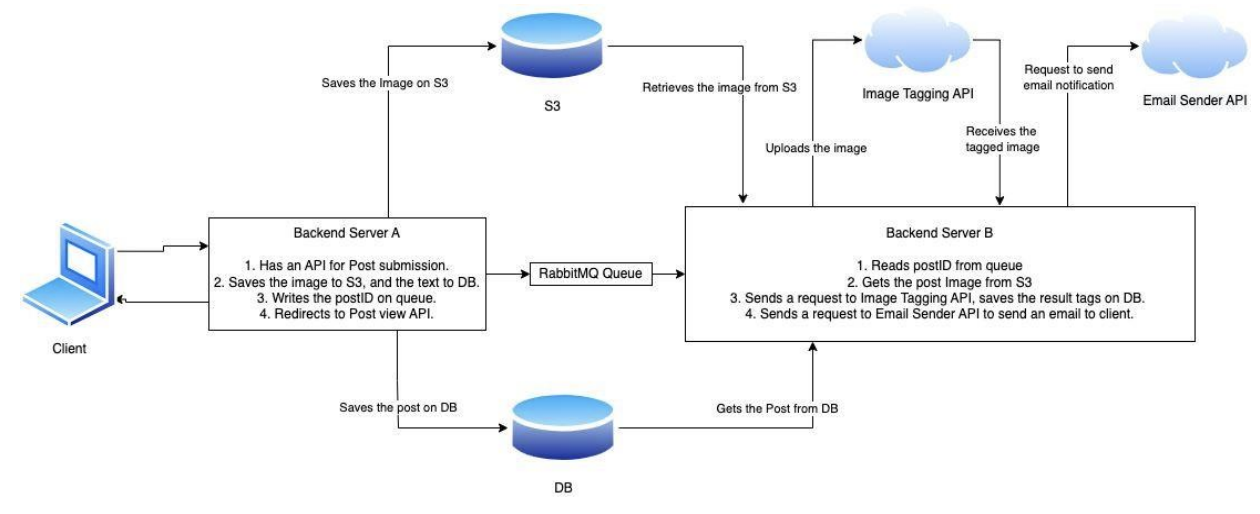 Saves the Image on S3
S3
Retrieves the image from S3
Uploads the image
Image Tagging API
Receives the
tagged image
Request to send
email notification
Email Sender API
Client
Backend Server A
1. Has an API for Post submission.
2. Saves the image to S3, and the text to DB.
3. Writes the postID on queue.
4. Redirects to Post view API.
RabbitMQ Queue
Backend Server B
1. Reads postID from queue
2. Gets the post Image from S3
3. Sends a request to Image Tagging API, saves the result tags on DB.
4. Sends a request to Email Sender API to send an email to client.
Saves the post on DB
DB
Gets the Post from DB